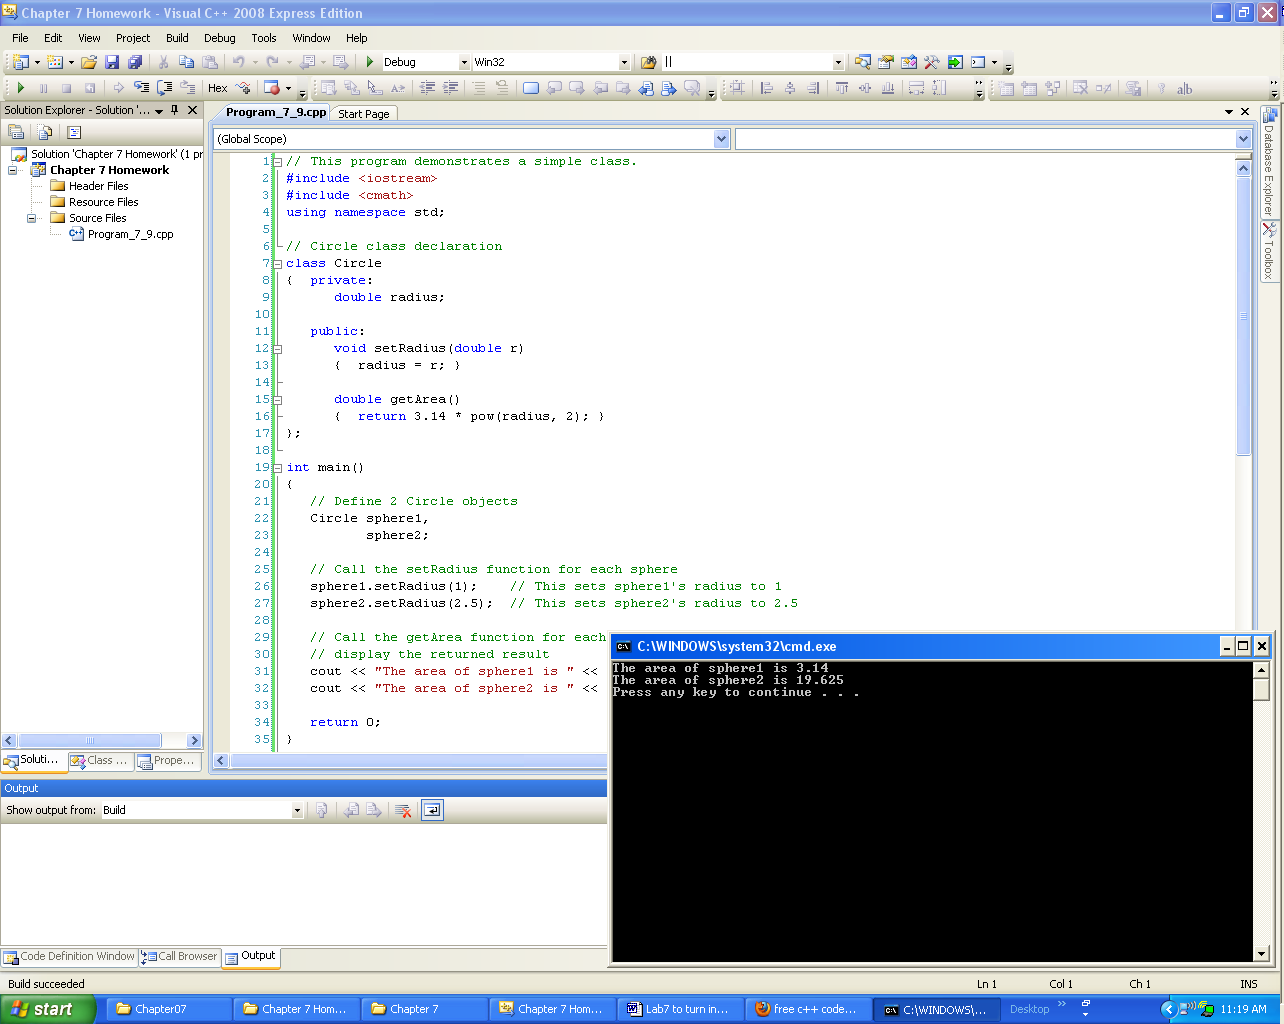 Chapter 7 Homework - Visual C++ 2008 Express Edition
File Edit View Project Build Debug Tools Window Help
Debug Win32 ||
Hex
Solution Explorer - Solution '...
Program_7_9.cpp Start Page
(Global Scope)
Solution 'Chapter 7 Homework' (1 pr
Chapter 7 Homework
Header Files
Resource Files
Source Files
Program_7_9.cpp
1 // This program demonstrates a simple class.
2 #include <iostream>
3 #include <cmath>
4 using namespace std;
5
6 // Circle class declaration
7 class Circle
8 {  private:
9       double radius;
10
11    public:
12       void setRadius(double r)
13       {  radius = r; }
14
15       double getArea()
16       {  return 3.14 * pow(radius, 2); }
17 };
18
19 int main()
20 {
21    // Define 2 Circle objects
22    Circle sphere1,
23           sphere2;
24
25    // Call the setRadius function for each sphere
26    sphere1.setRadius(1);    // This sets sphere1's radius to 1
27    sphere2.setRadius(2.5);  // This sets sphere2's radius to 2.5
28
29    // Call the getArea function for each
30    // display the returned result
31    cout << "The area of sphere1 is " <<
32    cout << "The area of sphere2 is " <<
33
34    return 0;
35 }
Database Explorer
Toolbox
Soluti... Class ... Prope...
Output
Show output from: Build
C:\WINDOWS\system32\cmd.exe
The area of sphere1 is 3.14
The area of sphere2 is 19.625
Press any key to continue . . .
Code Definition Window Call Browser Output
Build succeeded Ln 1 Col 1 Ch 1 INS
start Chapter07 Chapter 7 Hom... Chapter 7 Chapter 7 Hom... Lab7 to turn in... free c++ code... C:\WINDOWS\... Desktop 11:19 AM